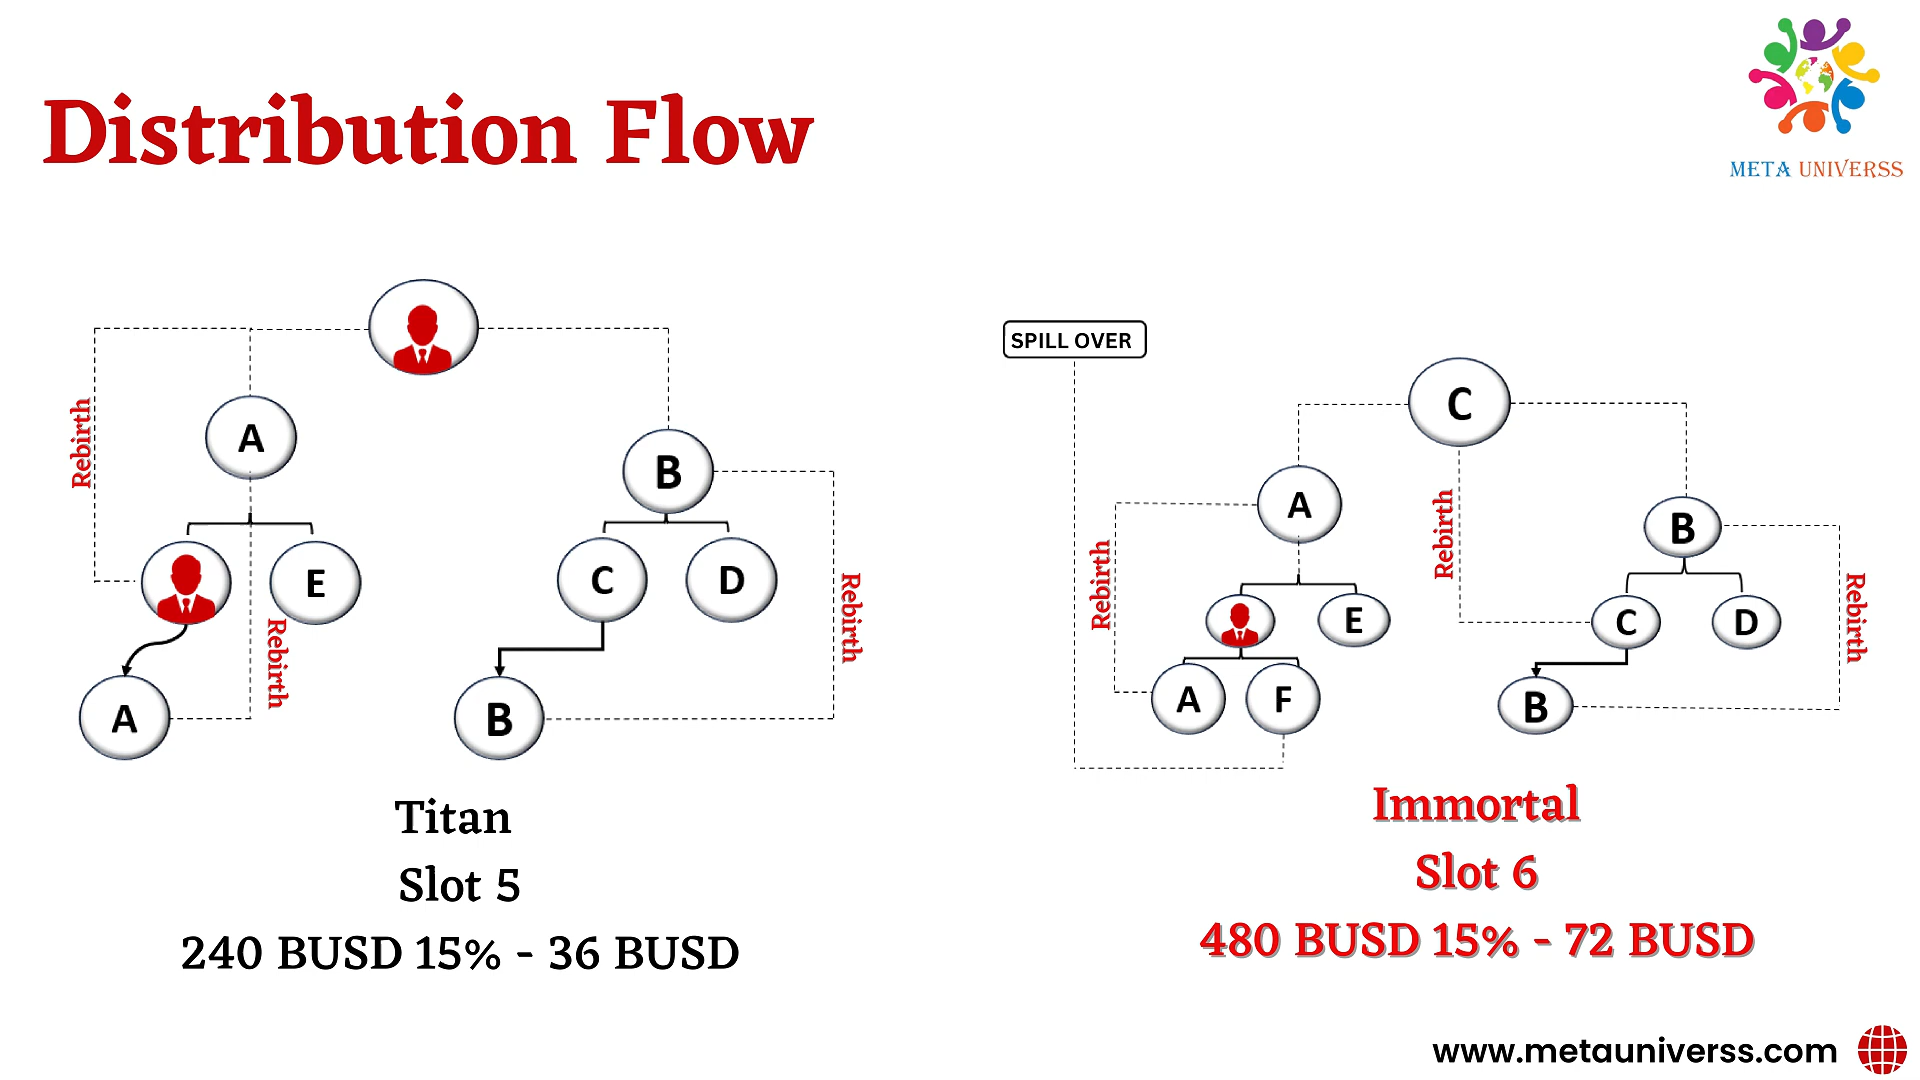 Distribution Flow
META UNIVERSS
Rebirth
A
B
E
C
D
Rebirth
Rebirth
A
B
Titan
Slot 5
240 BUSD 15% - 36 BUSD
SPILL OVER
C
A
B
Rebirth
Rebirth
E
C
D
Rebirth
A
F
B
Immortal
Slot 6
480 BUSD 15% - 72 BUSD
www.metauniverss.com